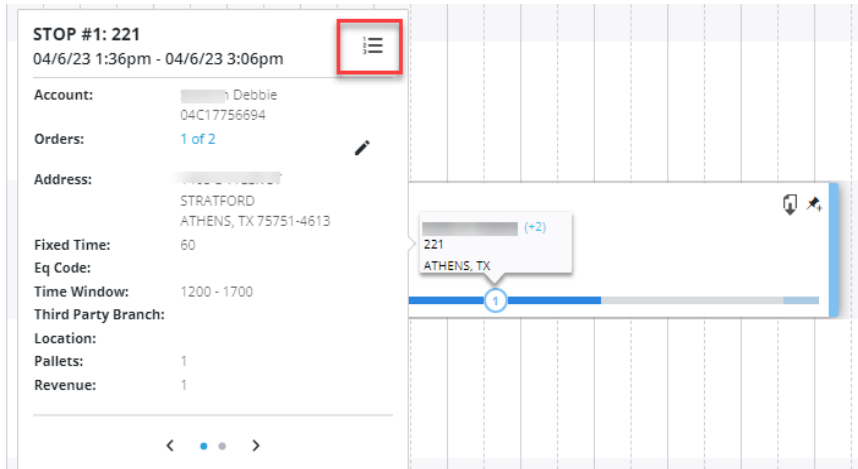 STOP #1: 221
04/6/23 1:36pm - 04/6/23 3:06pm
Account: Debbie
04C17756694
Orders: 1 of 2
Address:
STRATFORD
ATHENS, TX 75751-4613
Fixed Time: 60
Eq Code:
Time Window: 1200 - 1700
Third Party Branch:
Location:
Pallets: 1
Revenue: 1
(+2)
221
ATHENS, TX
1